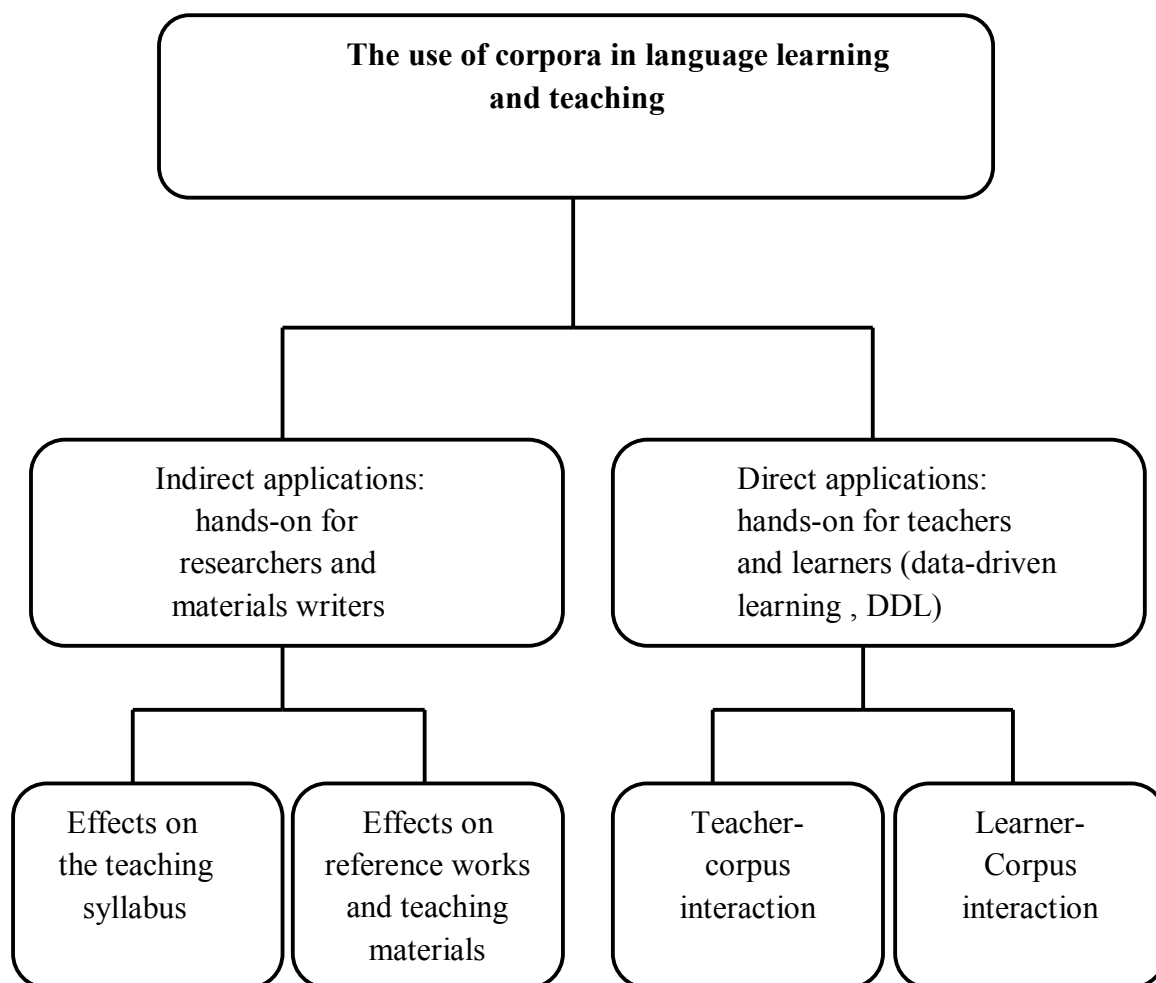 The use of corpora in language learning
and teaching
Indirect applications:
hands-on for
researchers and
materials writers
Direct applications:
hands-on for teachers
and learners (data-driven
learning , DDL)
Effects on
the teaching
syllabus
Effects on
reference works
and teaching
materials
Teacher-
corpus
interaction
Learner-
Corpus
interaction